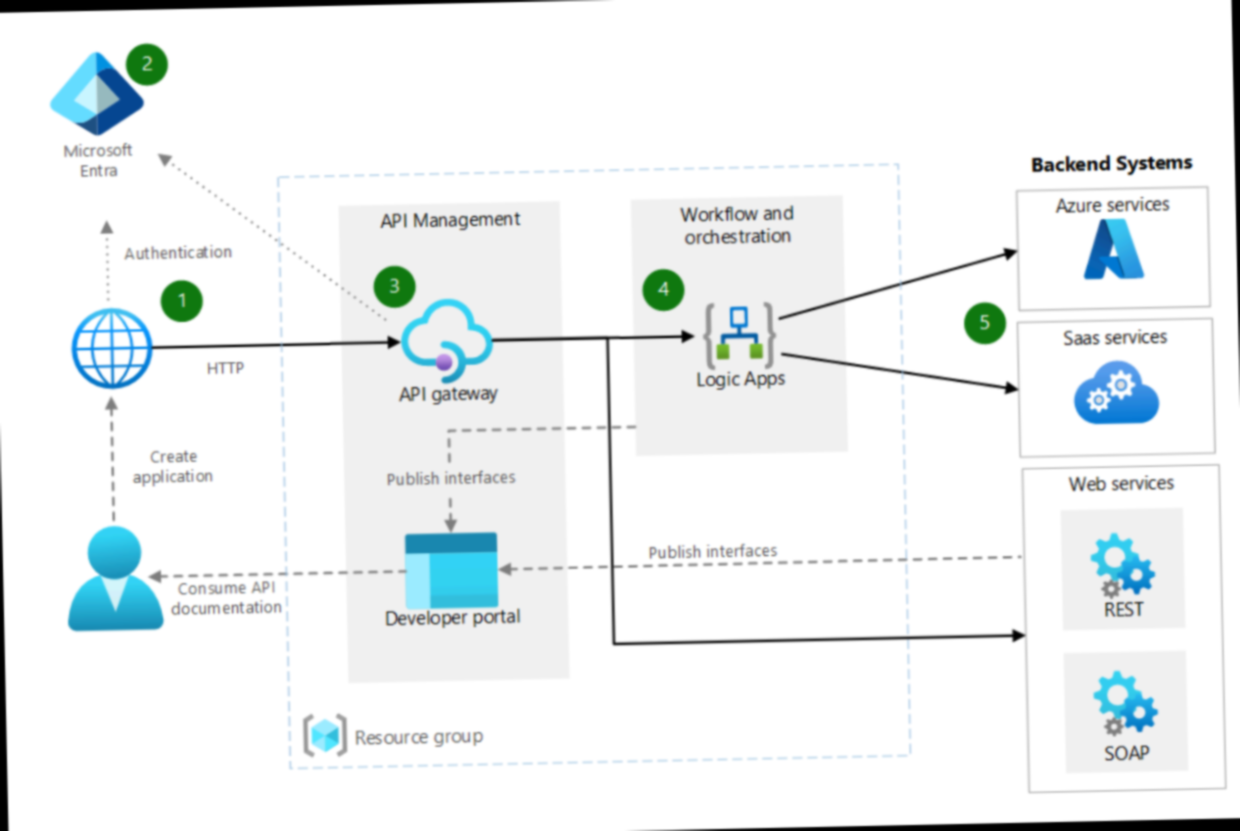 2
Microsoft
Entra
Authentication
1
HTTP
Create
application
Consume API
documentation
API Management
3
API gateway
Publish interfaces
Developer portal
Resource group
Workflow and
orchestration
4
Logic Apps
Publish interfaces
Backend Systems
5
Azure services
Saas services
Web services
REST
SOAP